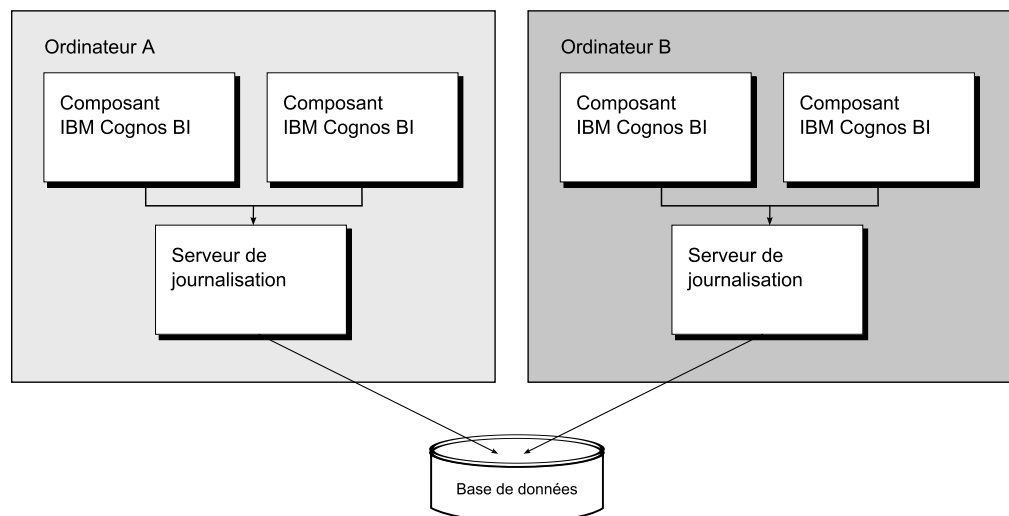 Ordinateur A
Composant
IBM Cognos BI
Composant
IBM Cognos BI
Serveur de
journalisation
Ordinateur B
Composant
IBM Cognos BI
Composant
IBM Cognos BI
Serveur de
journalisation
Base de données